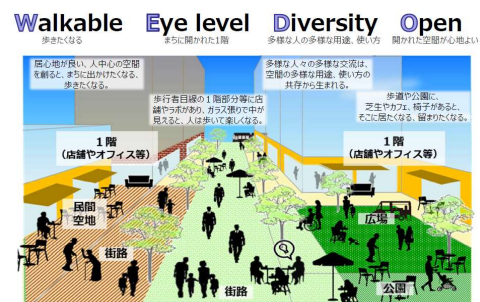 Walkable
歩きたくなる
Eye level
まちに開かれた1階
Diversity
多様な人の多様な用途、使い方
Open
開かれた空間が心地よい
居心地が良い、人中心の空間
を創ると、まちに出かけたくなる、
歩きたくなる。
歩行者目線の1階部分等に店
舗やラボがあり、ガラス張りで中が
見えると、人は歩いて楽しくなる。
多様な人々の多様な交流は、
空間の多様な用途、使い方の
共存から生まれる。
歩道や公園に、
芝生やカフェ、椅子があると、
そこに居たくなる、留まりたくなる。
1階
（店舗やオフィス等）
1階
（店舗やオフィス等）
民間
空地
街路
街路
広場
公園